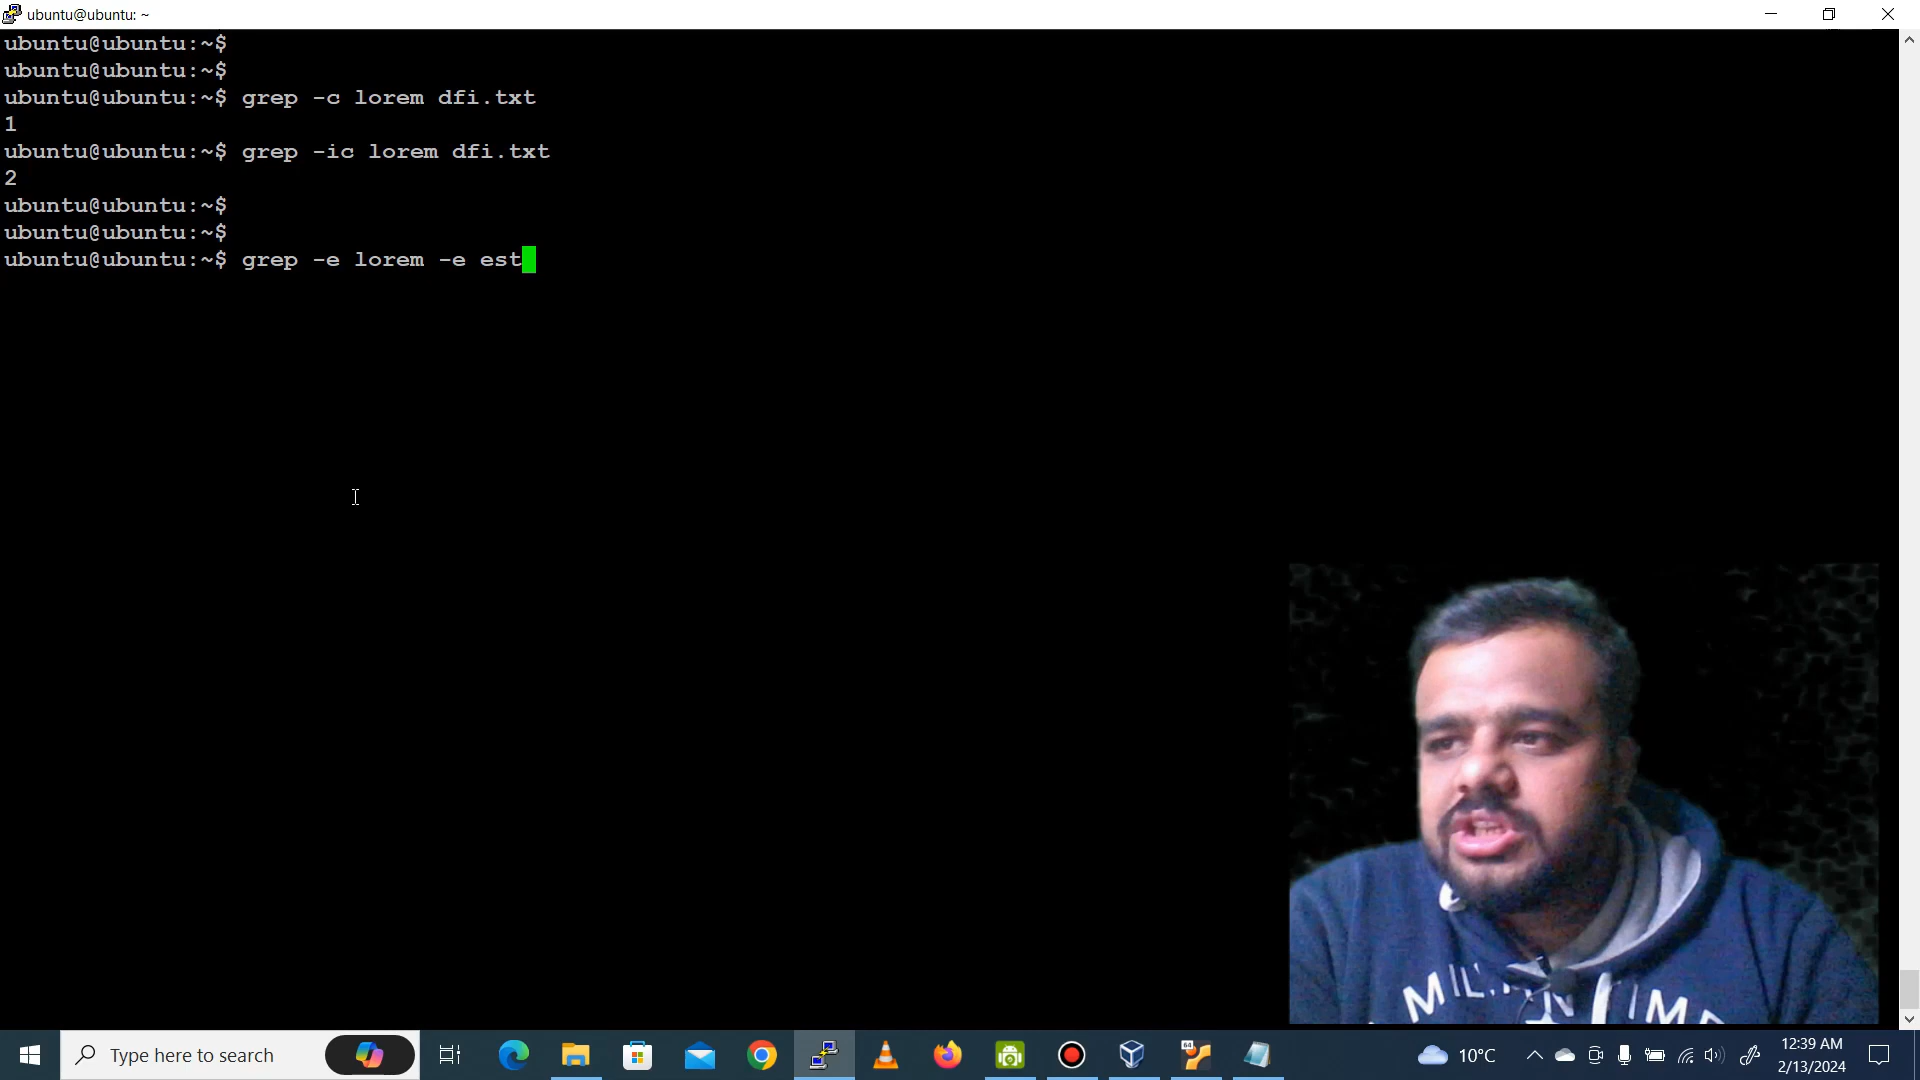 ubuntu@ubuntu: ~
ubuntu@ubuntu:~$
ubuntu@ubuntu:~$
ubuntu@ubuntu:~$ grep -c lorem dfi.txt
1
ubuntu@ubuntu:~$ grep -ic lorem dfi.txt
2
ubuntu@ubuntu:~$
ubuntu@ubuntu:~$
ubuntu@ubuntu:~$ grep -e lorem -e est
Type here to search
64
10°C
12:39 AM
2/13/2024